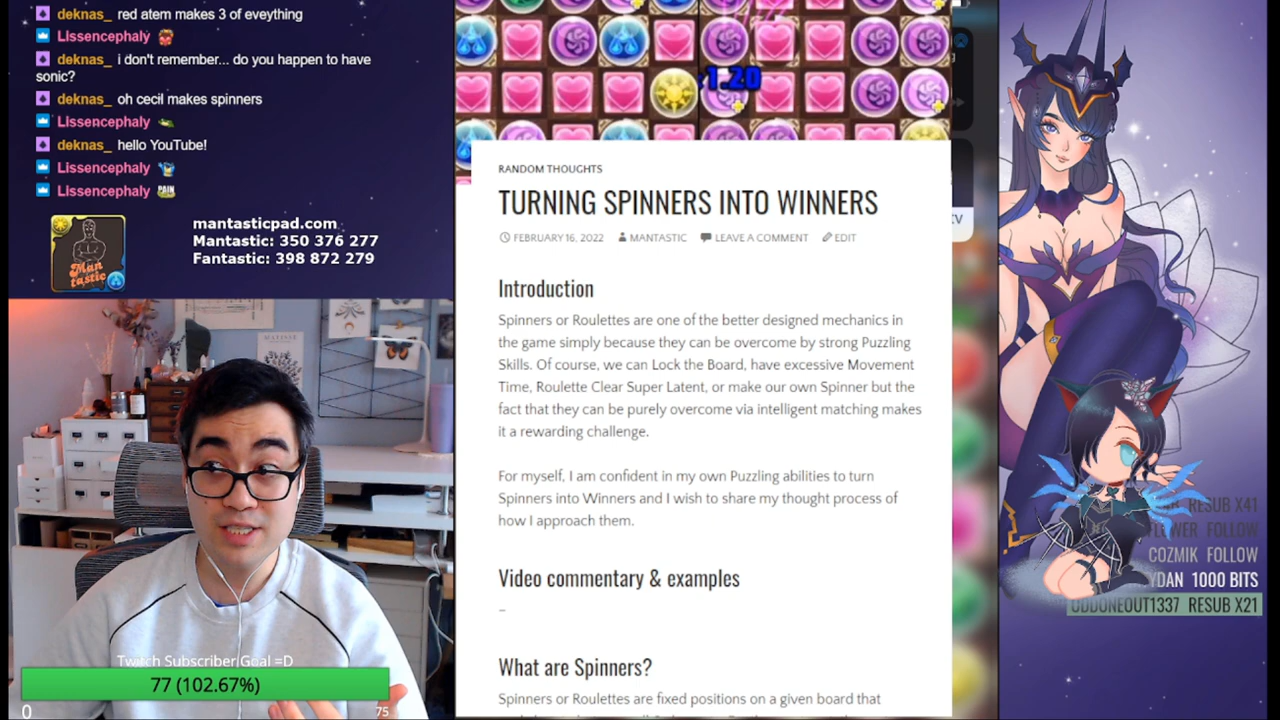 deknas_ red atem makes 3 of eveything
Lissencephaly
deknas_ i don't remember... do you happen to have
sonic?
deknas_ oh cecil makes spinners
Lissencephaly
deknas_ hello YouTube!
Lissencephaly
Lissencephaly PAIN
Man
tastic
mantasticpad.com
Mantastic: 350 376 277
Fantastic: 398 872 279
Twitch Subscriber Goal =D
77 (102.67%)
0
75
1.20
RANDOM THOUGHTS
TURNING SPINNERS INTO WINNERS
FEBRUARY 16, 2022 MANTASTIC LEAVE A COMMENT EDIT
Introduction
Spinners or Roulettes are one of the better designed mechanics in
the game simply because they can be overcome by strong Puzzling
Skills. Of course, we can Lock the Board, have excessive Movement
Time, Roulette Clear Super Latent, or make our own Spinner but the
fact that they can be purely overcome via intelligent matching makes
it a rewarding challenge.
For myself, I am confident in my own Puzzling abilities to turn
Spinners into Winners and I wish to share my thought process of
how I approach them.
Video commentary & examples
–
What are Spinners?
Spinners or Roulettes are fixed positions on a given board that
RESUB X41
FOLLOW
COZMIK FOLLOW
1000 BITS
ODDONEOUT1337 RESUB X21